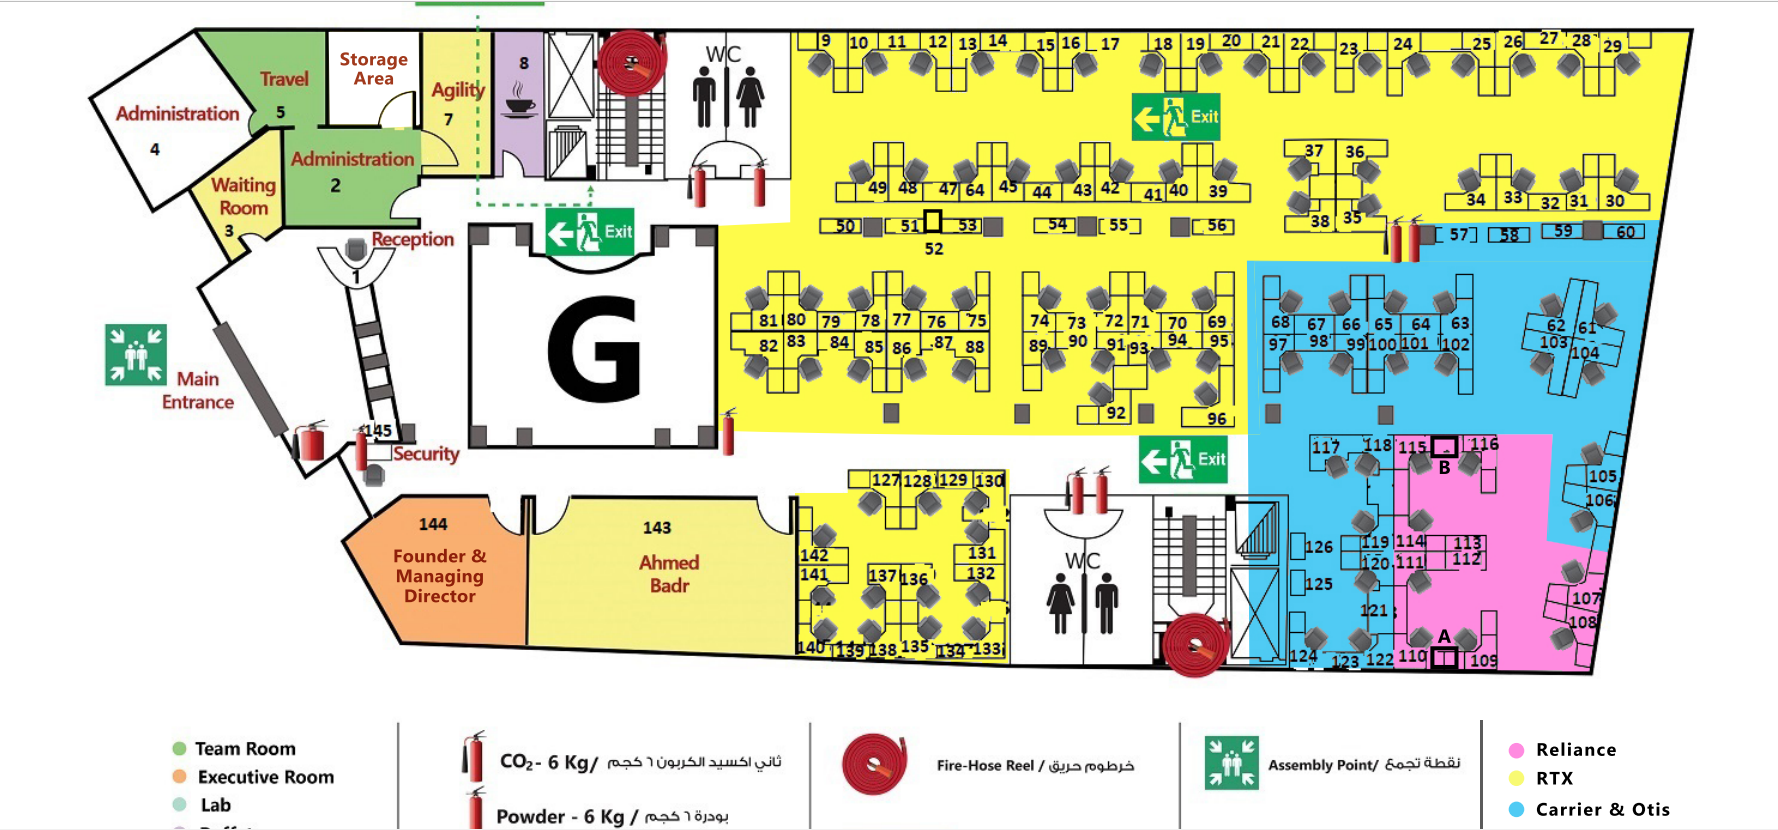 9 10 11 12 13 14 15 16 17 18 19 20 21 22 23 24 25 26 27 28 29
WC
Storage
Area
Travel
5
8
Agility
7
Administration
4
Exit
Administration
2
37 36
Waiting
Room
3
49 48 47 64 45 44 43 42 41 40 39
38 35
34 33 32 31 30
50 51 53 54 55 56
52
57 58 59 60
Exit
Reception
1
G
81 80 79 78 77 76 75
74 73 72 71 70 69
68 67 66 65 64 63
62 61
82 83 84 85 86 87 88
89 90 91 93 94 95
97 98 99 100 101 102
103 104
Main
Entrance
92 96
145
Security
Exit
117 118 115 116
B
105
106
127 128 129 130
144
Founder &
Managing
Director
143
Ahmed
Badr
142
141
131
132
137 136
WC
126
125
119 114 113
120 111 112
121
107
108
140 139 138 135 134 133
124 123 122 110 109
A
Team Room
Executive Room
Lab
CO₂- 6 Kg/ ثاني اكسيد الكربون ٦ كجم
Powder - 6 Kg / بودرة ٦ كجم
Fire-Hose Reel / خرطوم حريق
Assembly Point/ نقطة تجمع
Reliance
RTX
Carrier & Otis